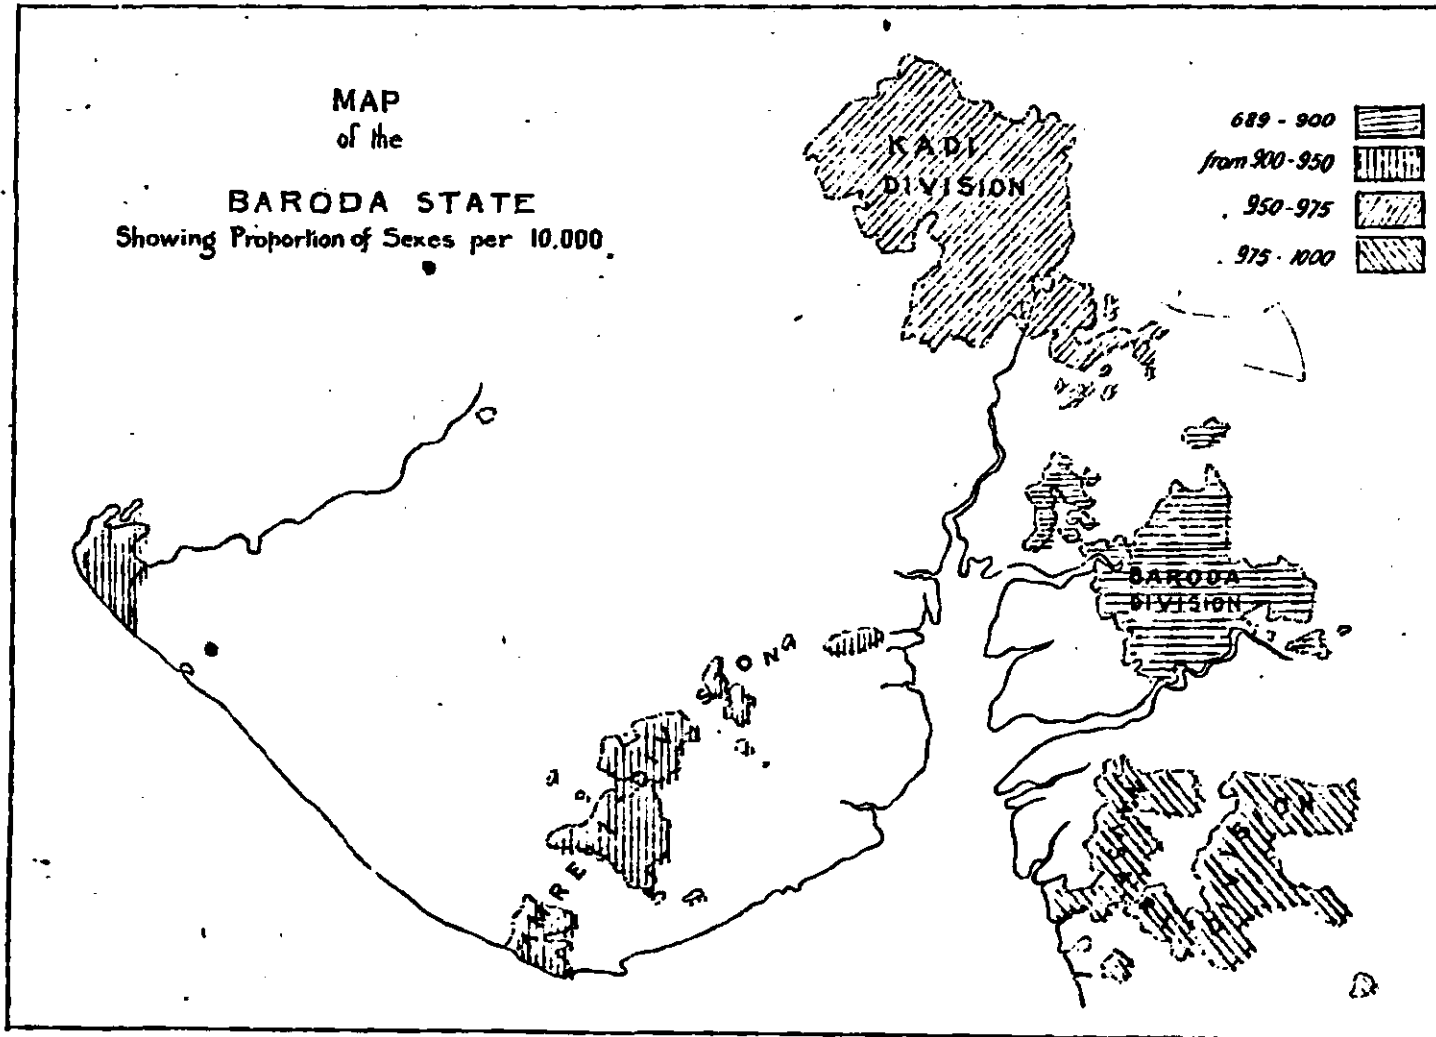 MAP
of the
BARODA STATE
Showing Proportion of Sexes per 10.000.
689 - 900
from 900-950
950-975
975-1000
KADI
DIVISION
BARODA
DIVISION